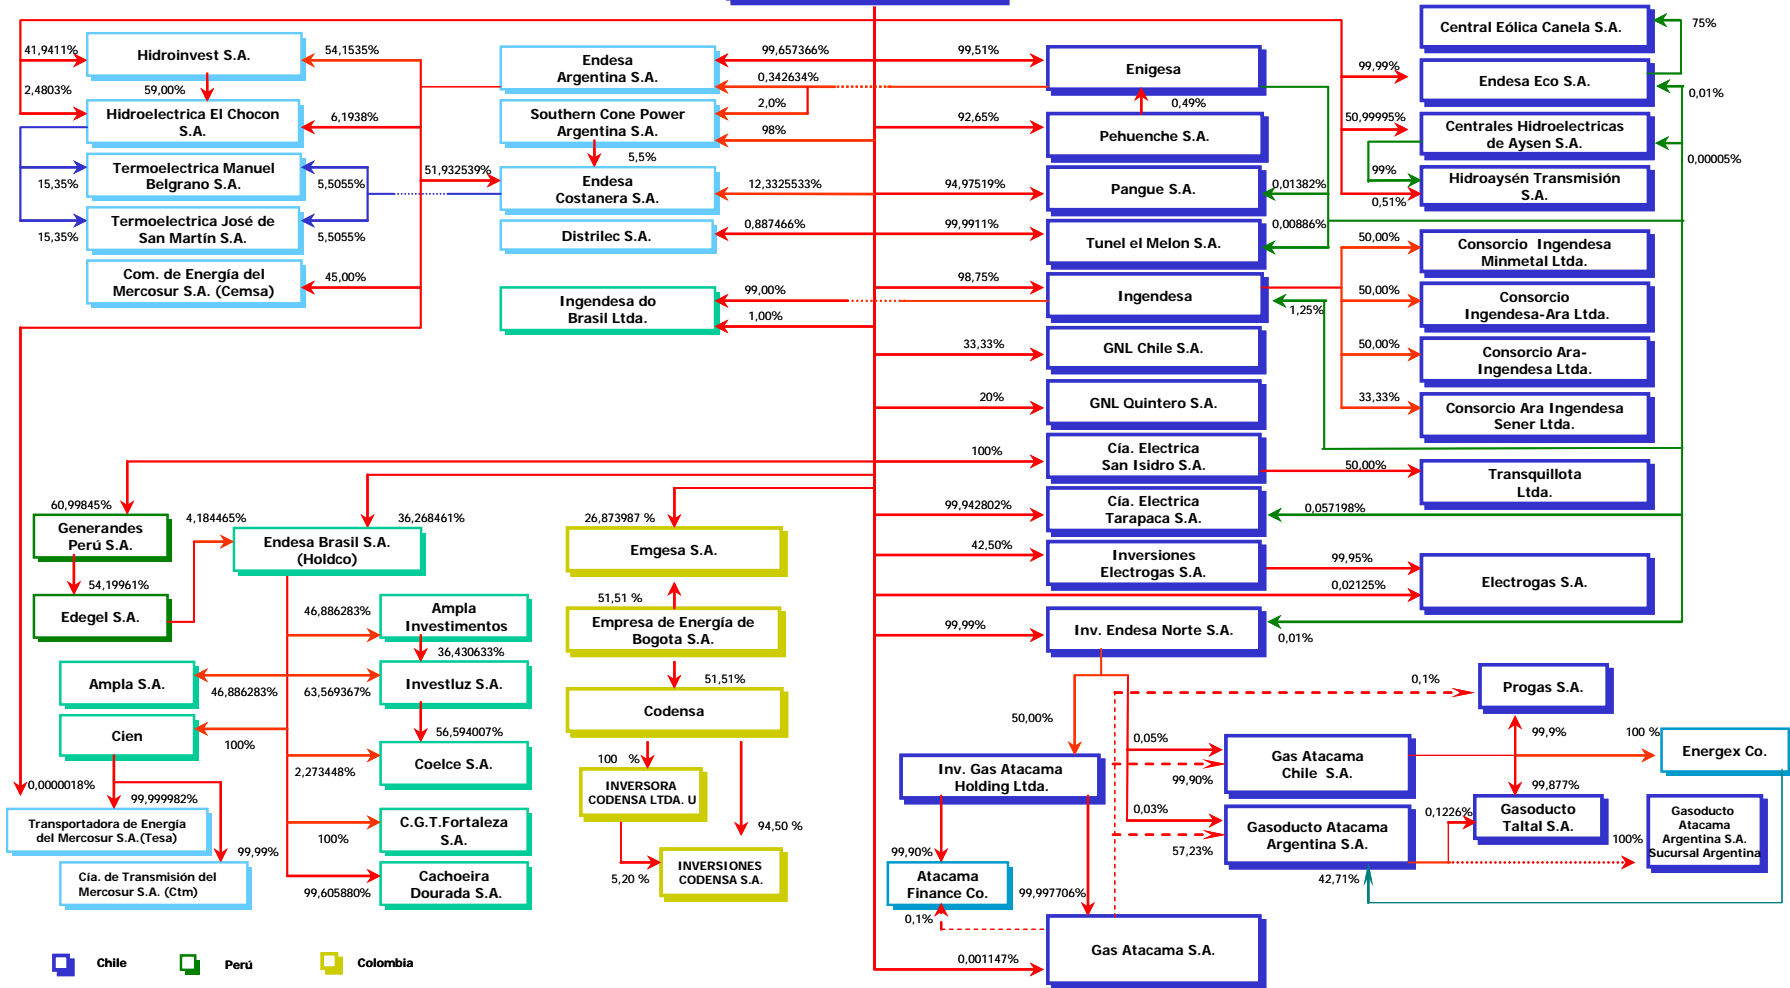 Central Eólica Canela S.A.
75%
41,9411%
Hidroinvest S.A.
54,1535%
Endesa
Argentina S.A.
99,657366%
99,51%
Enigesa
99,99%
Endesa Eco S.A.
0,01%
2,4803%
59,00%
0,342634%
Hidroelectrica El Chocon
S.A.
6,1938%
Southern Cone Power
Argentina S.A.
2,0%
98%
92,65%
0,49%
Pehuenche S.A.
50,99995%
Centrales Hidroelectricas
de Aysen S.A.
0,00005%
Termoelectrica Manuel
Belgrano S.A.
15,35%
5,5055%
51,932539%
5,5%
Endesa
Costanera S.A.
12,3325533%
94,97519%
Pangue S.A.
0,01382%
99%
Hidroaysén Transmisión
S.A.
0,51%
Termoelectrica José de
San Martín S.A.
15,35%
5,5055%
Distrilec S.A.
0,887466%
99,9911%
Tunel el Melon S.A.
0,00886%
50,00%
Consorcio Ingendesa
Minmetal Ltda.
Com. de Energía del
Mercosur S.A. (Cemsa)
45,00%
Ingendesa do
Brasil Ltda.
99,00%
1,00%
98,75%
Ingendesa
1,25%
50,00%
Consorcio
Ingendesa-Ara Ltda.
33,33%
GNL Chile S.A.
50,00%
Consorcio Ara-
Ingendesa Ltda.
20%
GNL Quintero S.A.
33,33%
Consorcio Ara Ingendesa
Sener Ltda.
100%
Cía. Electrica
San Isidro S.A.
50,00%
Transquillota
Ltda.
60,99845%
Generandes
Perú S.A.
4,184465%
36,268461%
Endesa Brasil S.A.
(Holdco)
26,873987 %
Emgesa S.A.
99,942802%
Cía. Electrica
Tarapaca S.A.
0,057198%
42,50%
Inversiones
Electrogas S.A.
99,95%
0,02125%
Electrogas S.A.
54,19961%
Edegel S.A.
46,886283%
Ampla
Investimentos
51,51 %
Empresa de Energía de
Bogota S.A.
99,99%
Inv. Endesa Norte S.A.
0,01%
36,430633%
Ampla S.A.
46,886283%
63,569367%
Investluz S.A.
51,51%
Codensa
0,1%
Progas S.A.
Cien
100%
56,594007%
2,273448%
Coelce S.A.
50,00%
0,05%
99,90%
Gas Atacama
Chile S.A.
99,9%
100 %
Energex Co.
100 %
INVERSORA
CODENSA LTDA. U
Inv. Gas Atacama
Holding Ltda.
0,0000018%
99,999982%
Transportadora de Energía
del Mercosur S.A.(Tesa)
100%
C.G.T.Fortaleza
S.A.
94,50 %
0,03%
57,23%
Gasoducto Atacama
Argentina S.A.
0,1226%
99,877%
Gasoducto
Taltal S.A.
100%
Gasoducto
Atacama
Argentina S.A.
Sucursal Argentina
99,99%
Cía. de Transmisión del
Mercosur S.A. (Ctm)
99,605880%
Cachoeira
Dourada S.A.
5,20 %
INVERSIONES
CODENSA S.A.
99,90%
Atacama
Finance Co.
99,997706%
42,71%
0,1%
Gas Atacama S.A.
0,001147%
Chile
Perú
Colombia